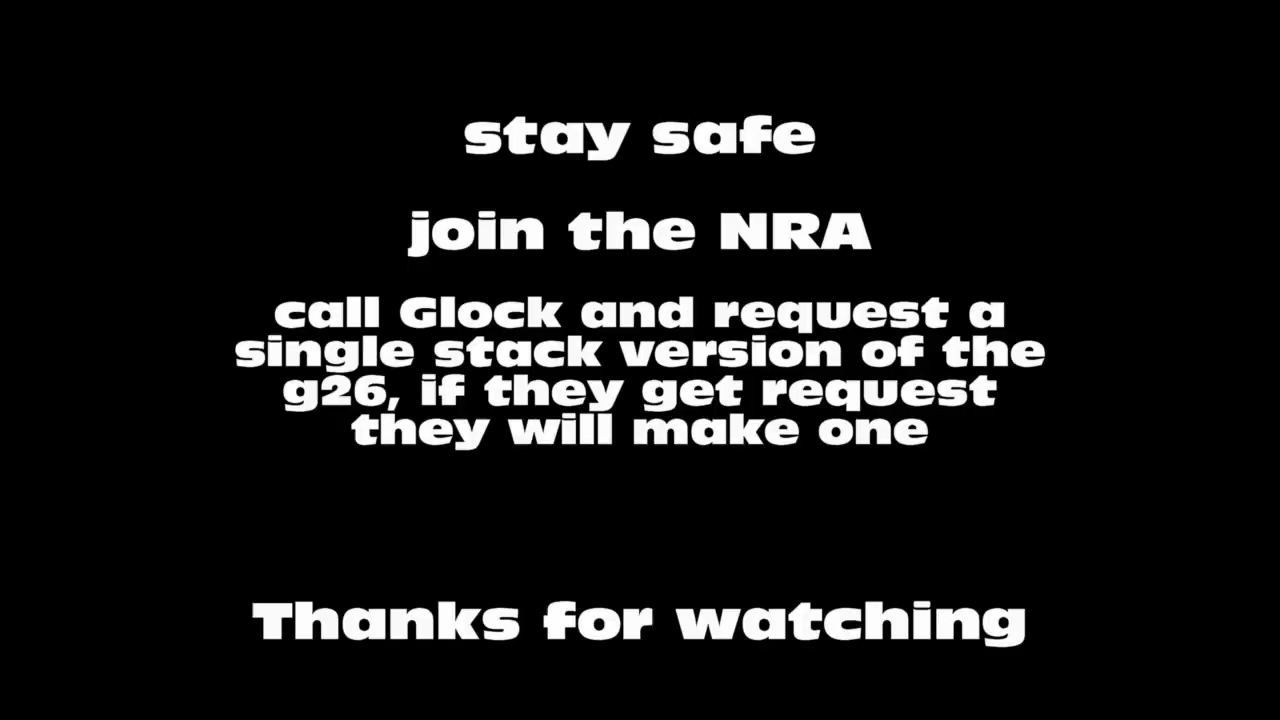 stay safe
join the NRA
call Glock and request a
single stack version of the
g26, if they get request
they will make one
Thanks for watching